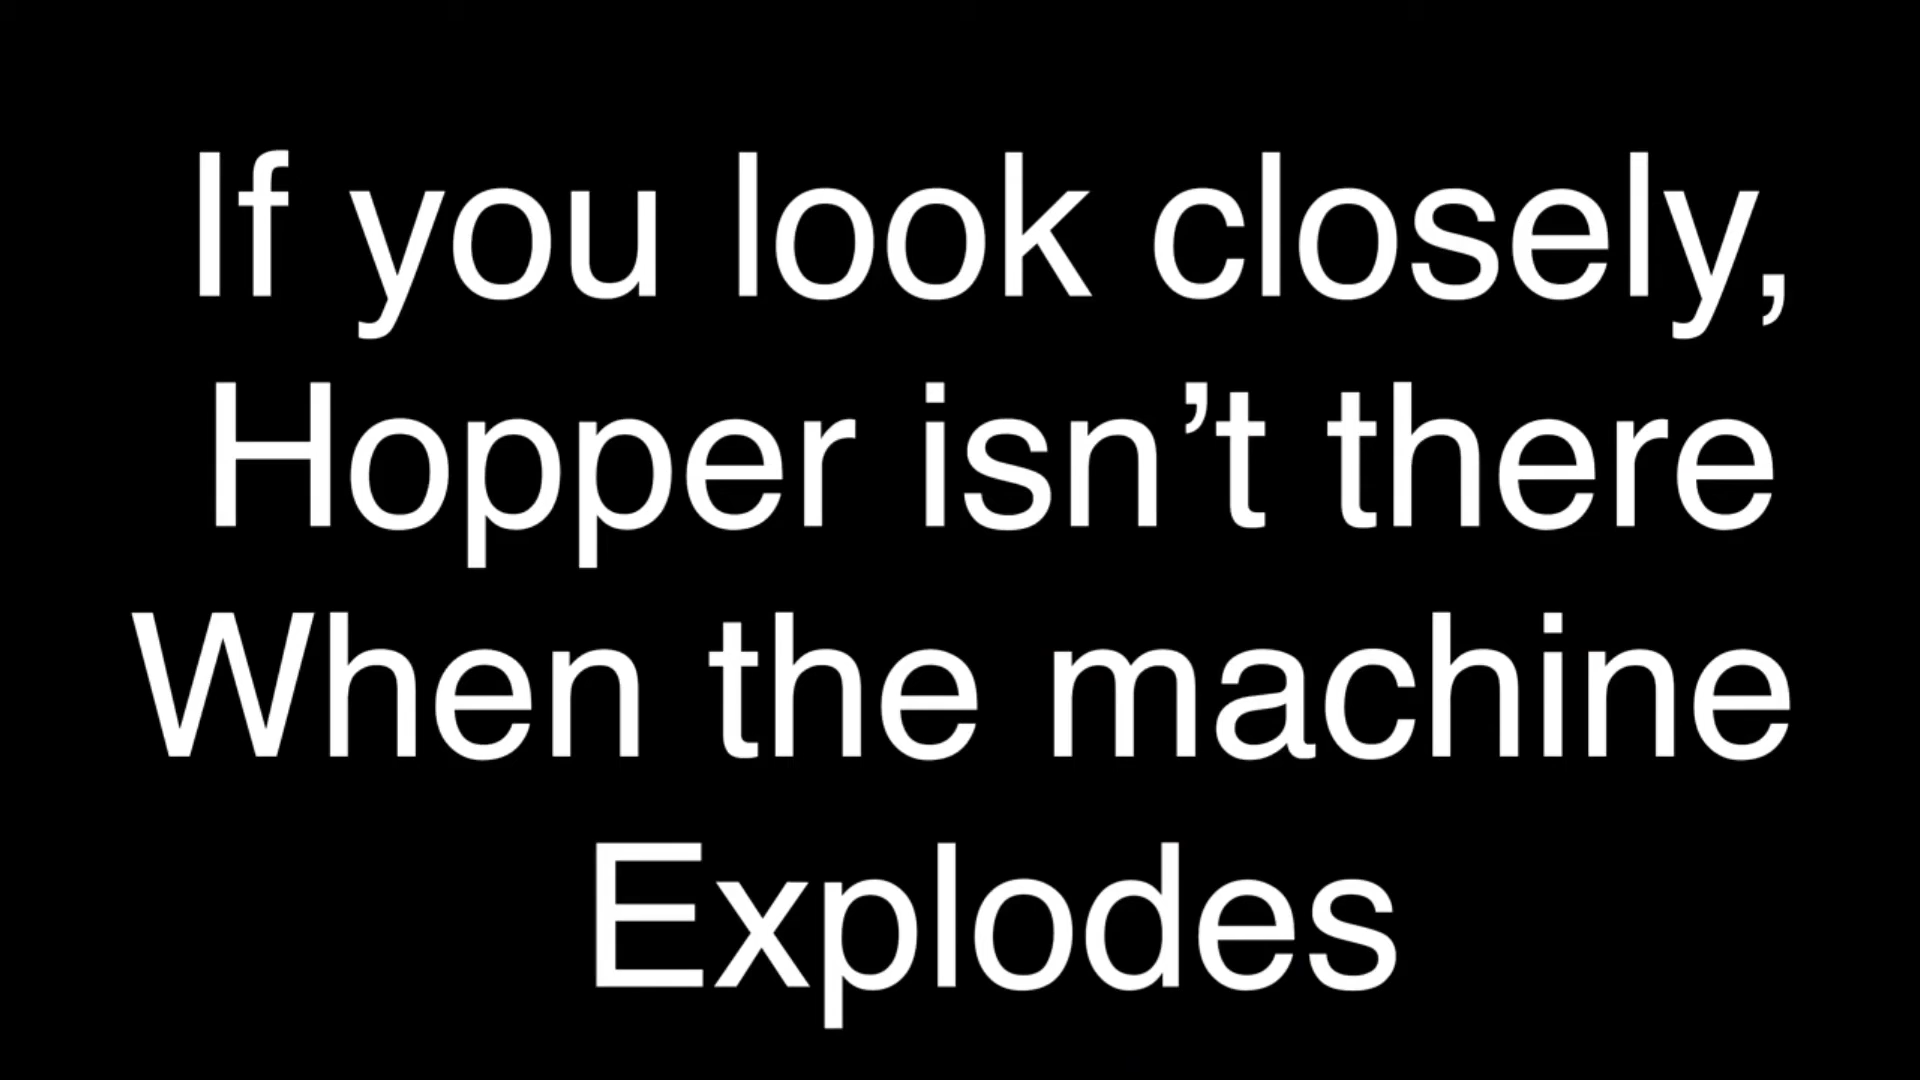 If you look closely,
Hopper isn’t there
When the machine
Explodes